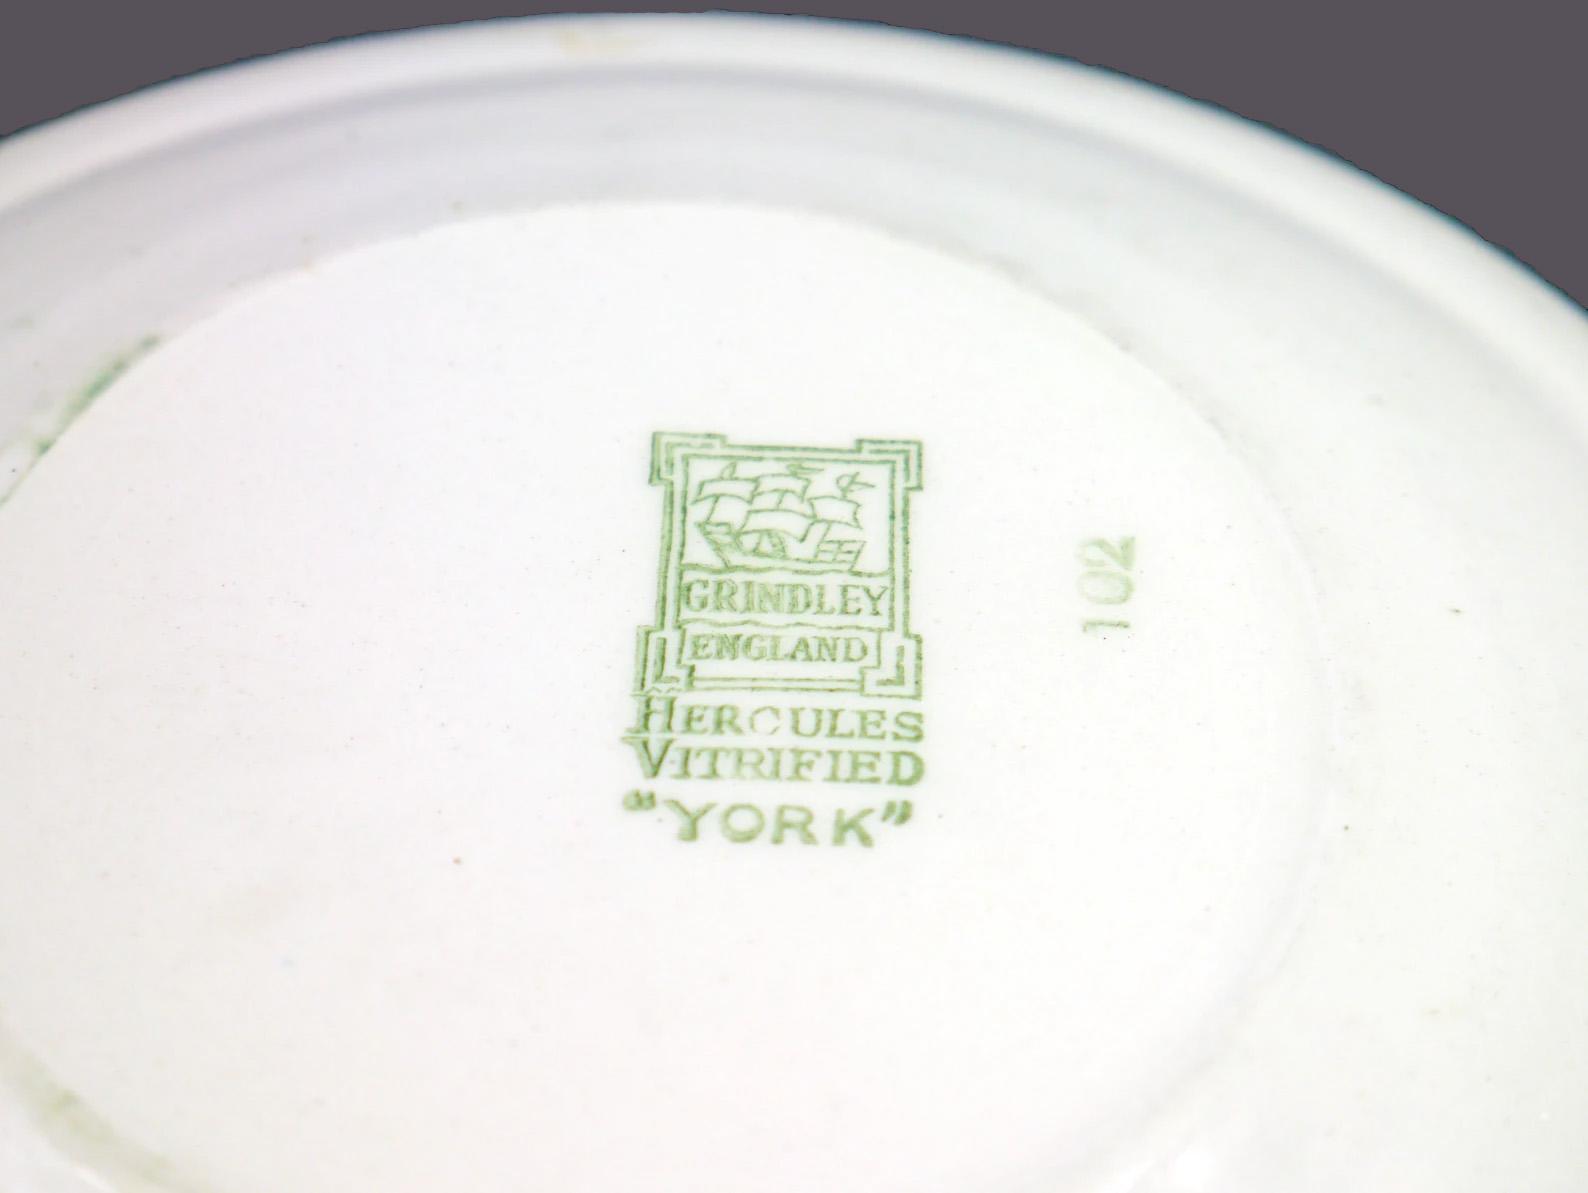 GRINDLEY
ENGLAND
HERCULES
VITRIFIED
"YORK"
102